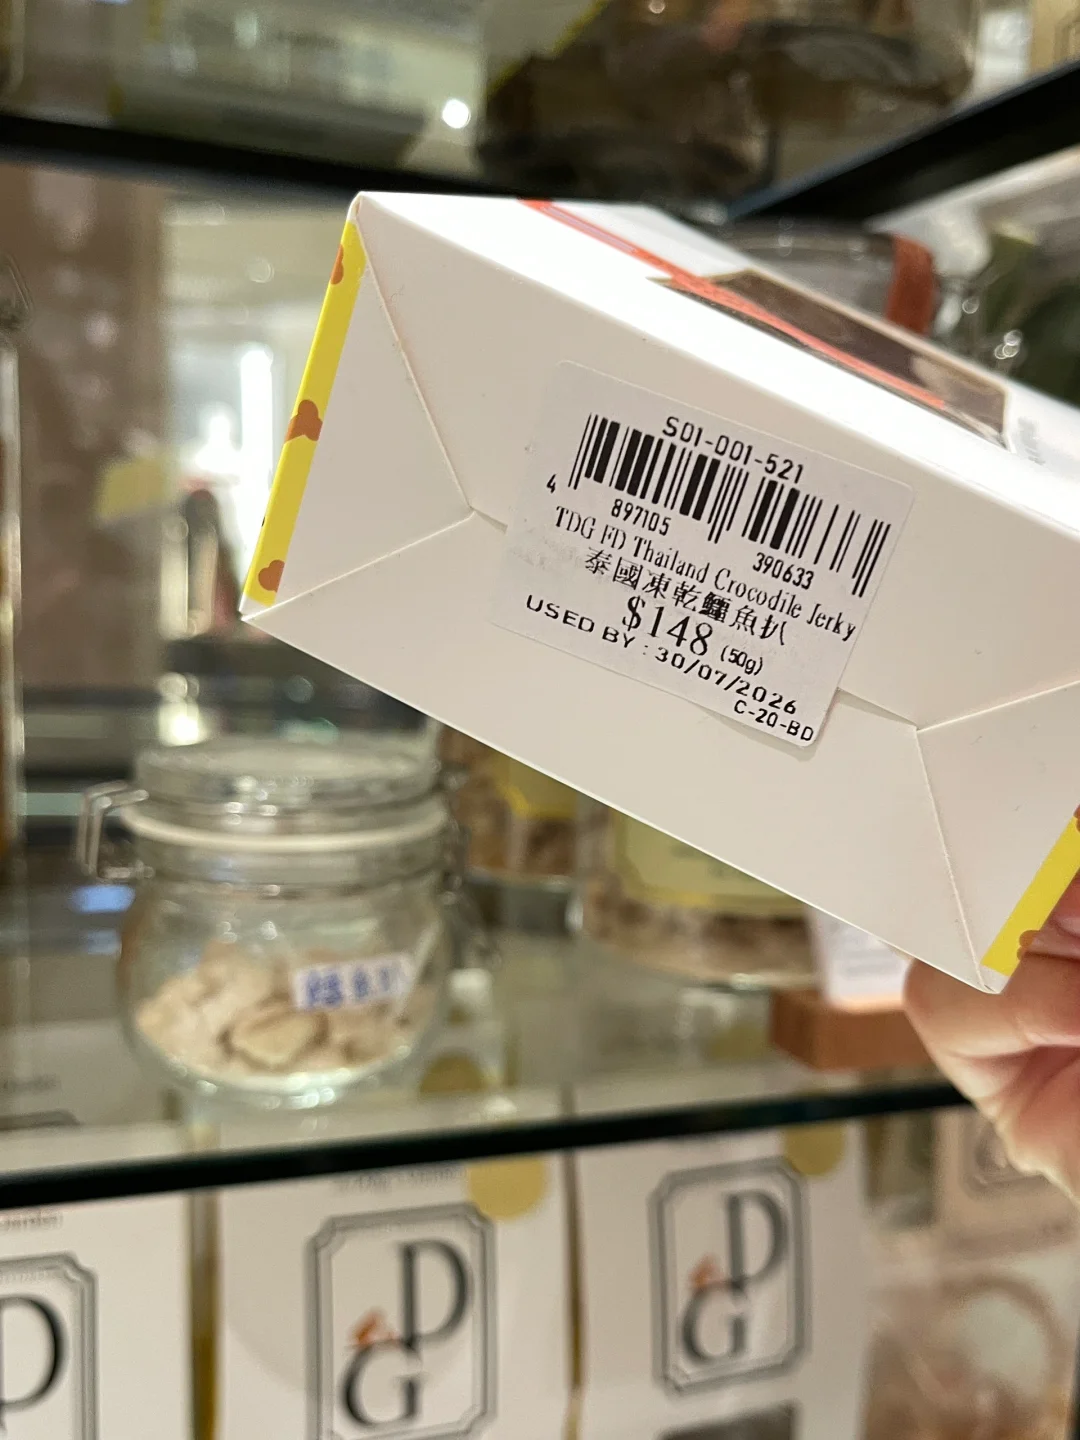 S01-001-521
4 897105 390633
TDG FD Thailand Crocodile Jerky
泰國凍乾鱷魚扒
$148 (50g)
USED BY : 30/07/2026
C-20-BD
D
G
D
G
D